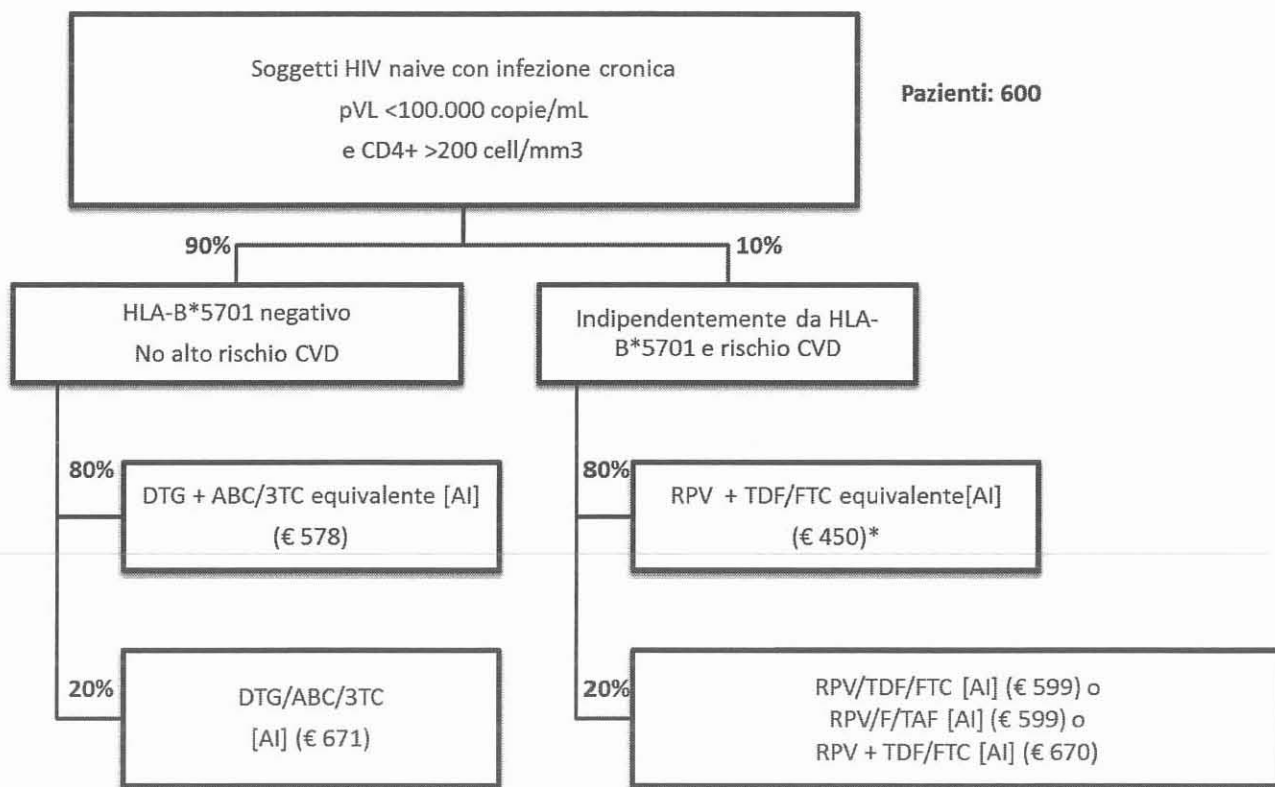 Soggetti HIV naive con infezione cronica
pVL <100.000 copie/mL
e CD4+ >200 cell/mm3
Pazienti: 600
90%
10%
HLA-B*5701 negativo
No alto rischio CVD
Indipendentemente da HLA-
B*5701 e rischio CVD
80%
DTG + ABC/3TC equivalente [AI]
(€ 578)
80%
RPV + TDF/FTC equivalente[AI]
(€ 450)*
20%
DTG/ABC/3TC
[AI] (€ 671)
20%
RPV/TDF/FTC [AI] (€ 599) o
RPV/F/TAF [AI] (€ 599) o
RPV + TDF/FTC [AI] (€ 670)